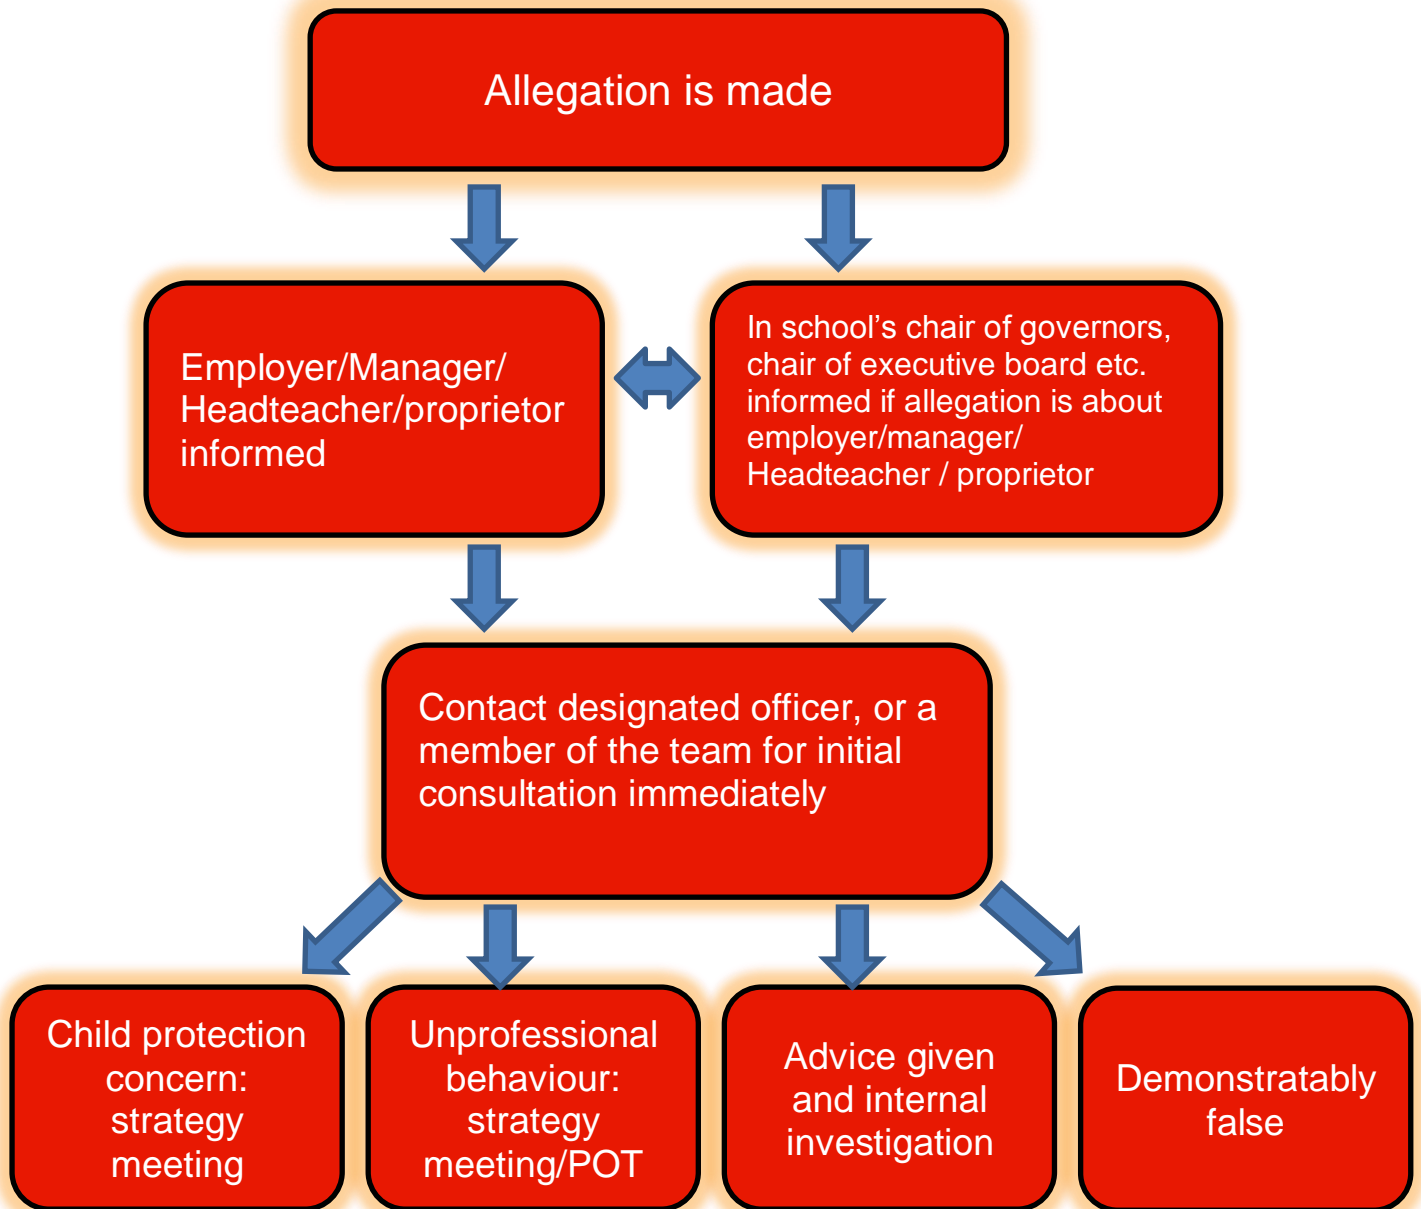 Allegation is made
Employer/Manager/
Headteacher/proprietor
informed
In school’s chair of governors,
chair of executive board etc.
informed if allegation is about
employer/manager/
Headteacher / proprietor
Contact designated officer, or a
member of the team for initial
consultation immediately
Child protection
concern:
strategy
meeting
Unprofessional
behaviour:
strategy
meeting/POT
Advice given
and internal
investigation
Demonstratably
false